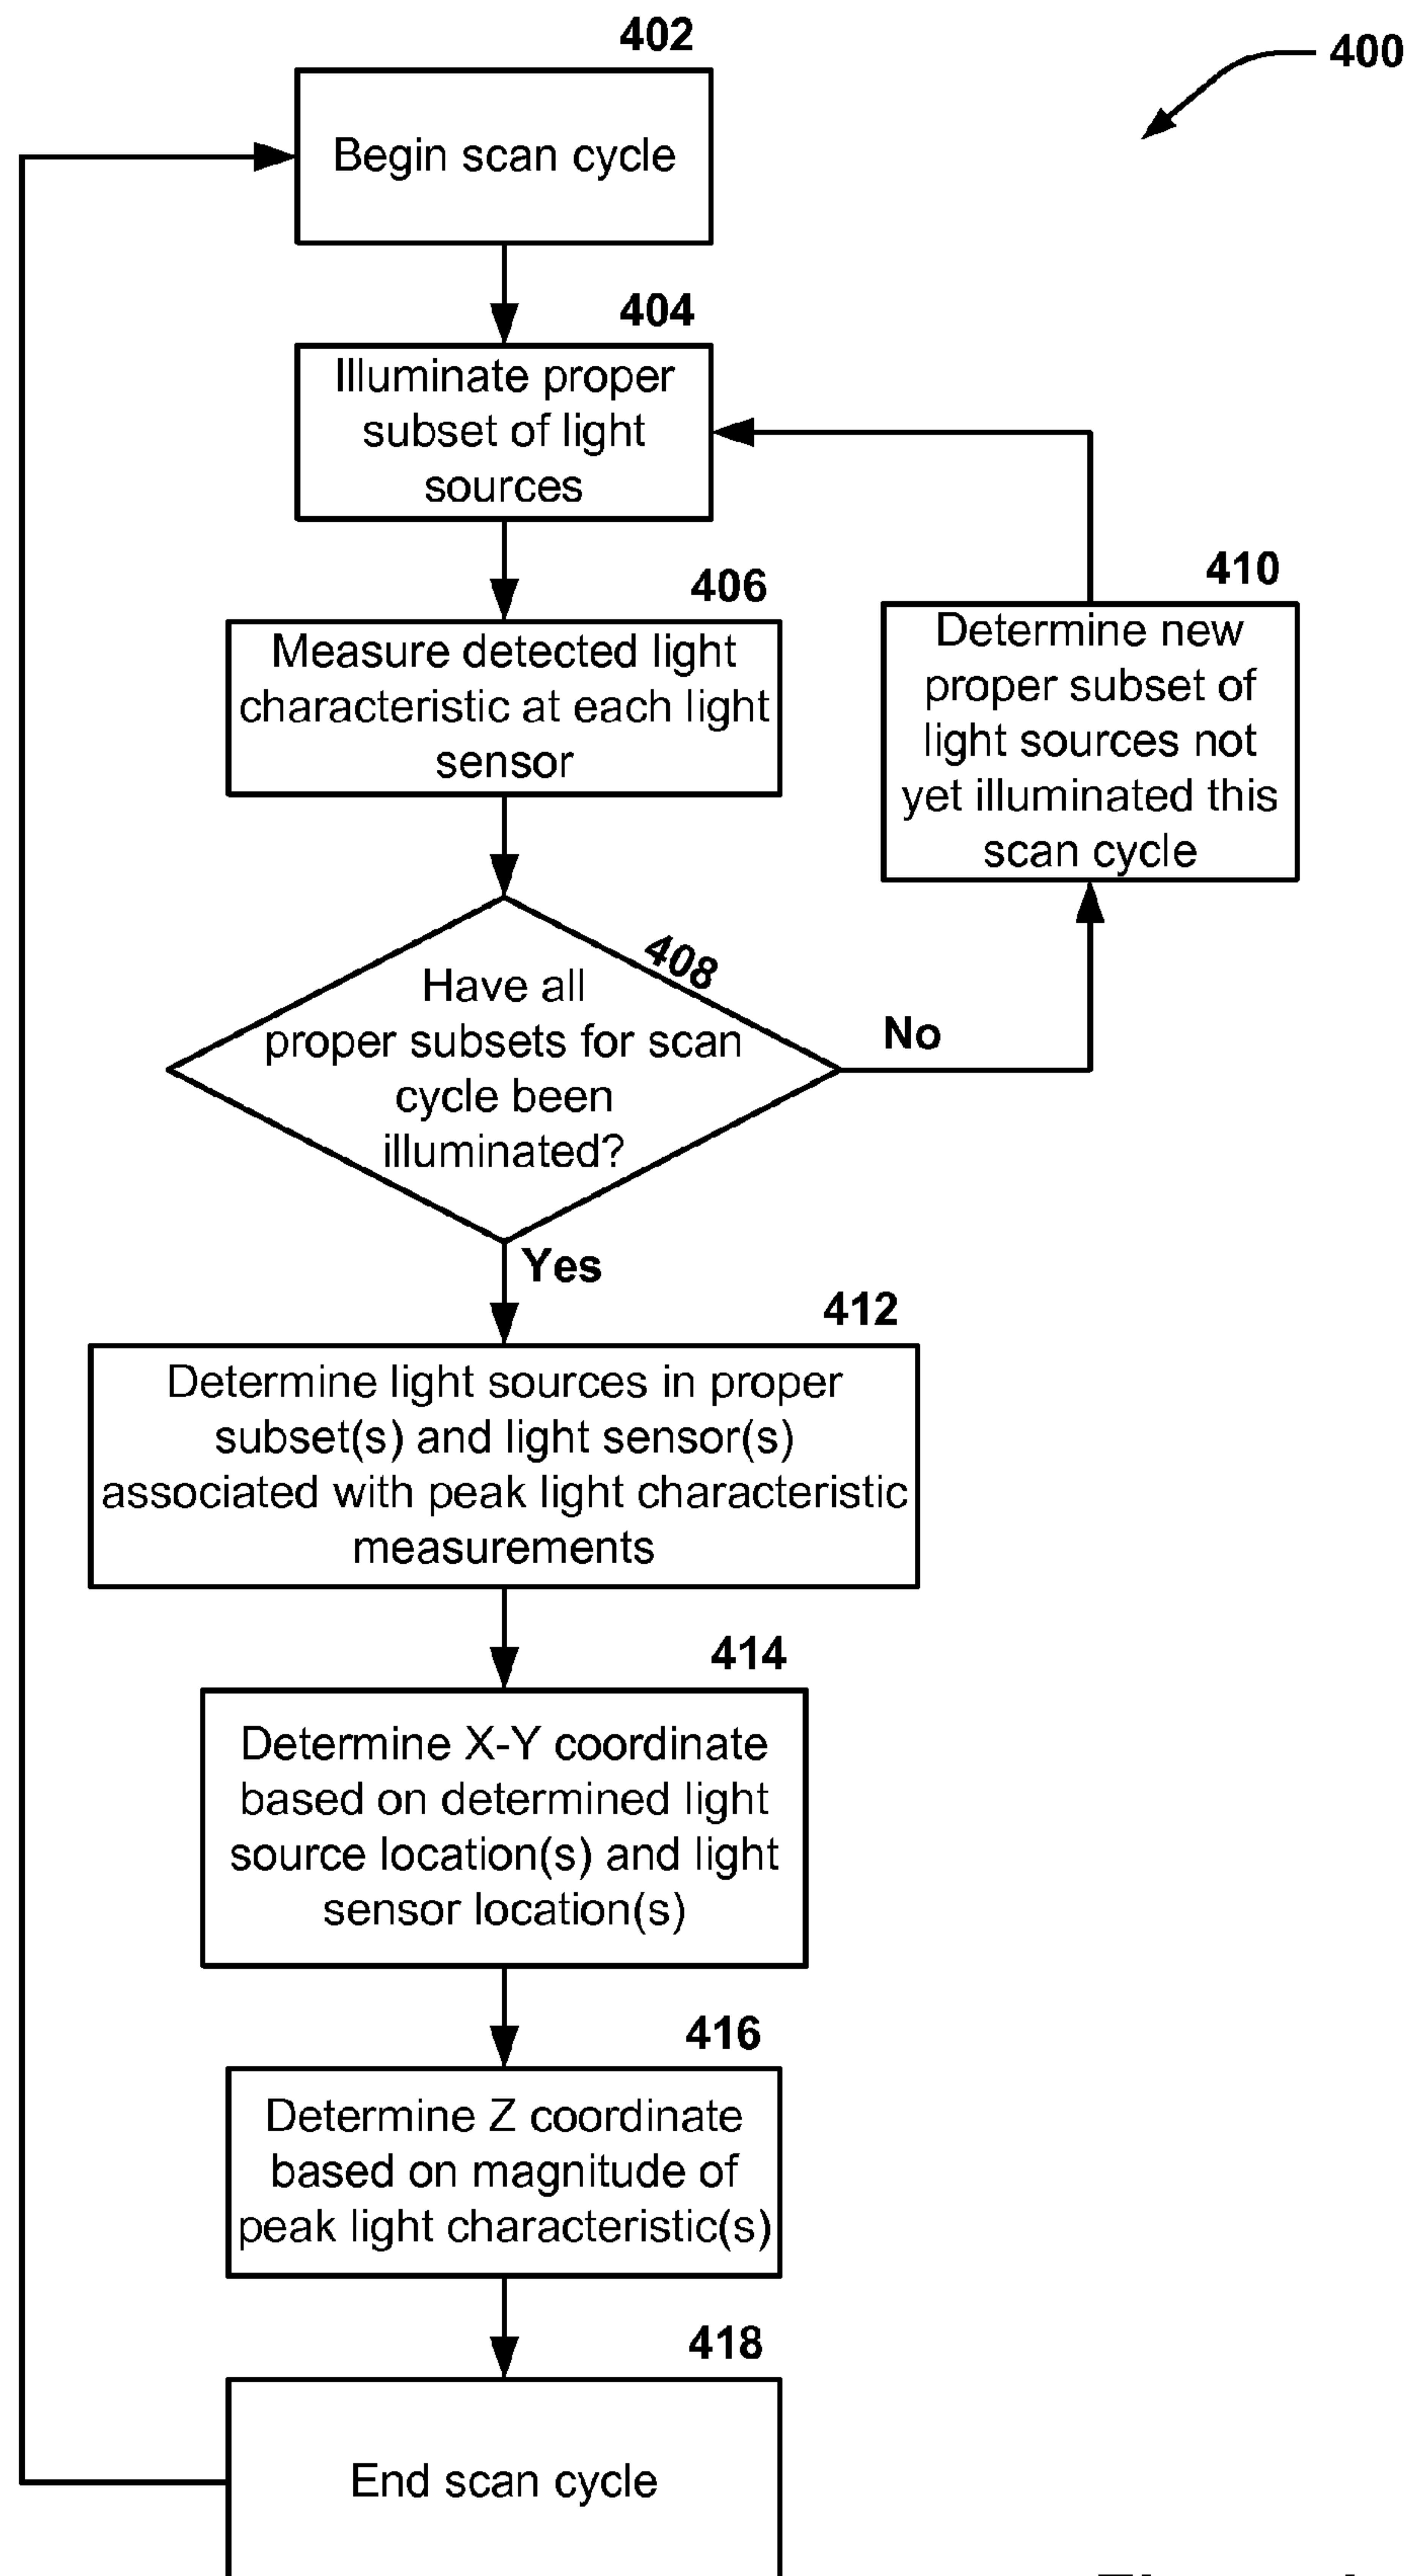 402
400
Begin scan cycle
404
Illuminate proper
subset of light
sources
406
Measure detected light
characteristic at each light
sensor
410
Determine new
proper subset of
light sources not
yet illuminated this
scan cycle
408
Have all
proper subsets for scan
cycle been
illuminated?
No
Yes
412
Determine light sources in proper
subset(s) and light sensor(s)
associated with peak light characteristic
measurements
414
Determine X-Y coordinate
based on determined light
source location(s) and light
sensor location(s)
416
Determine Z coordinate
based on magnitude of
peak light characteristic(s)
418
End scan cycle